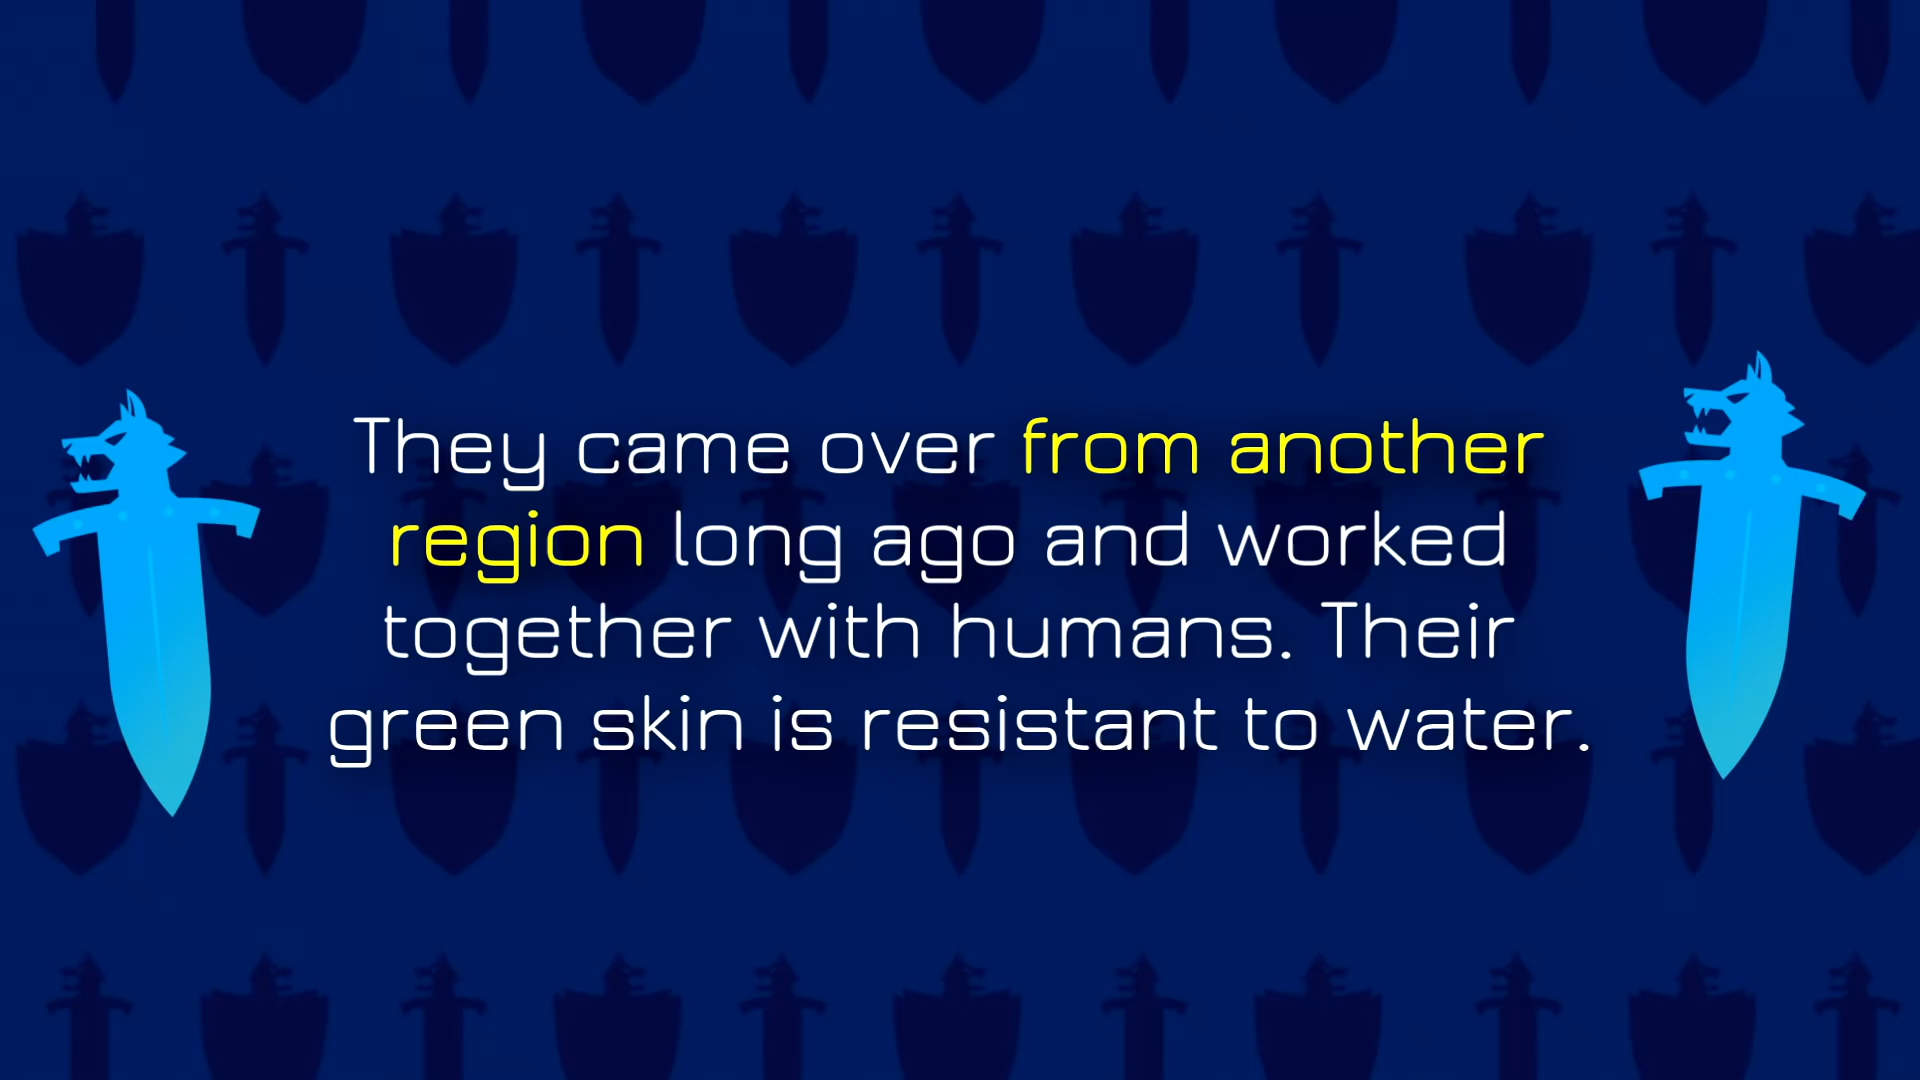 They came over from another
region long ago and worked
together with humans. Their
green skin is resistant to water.